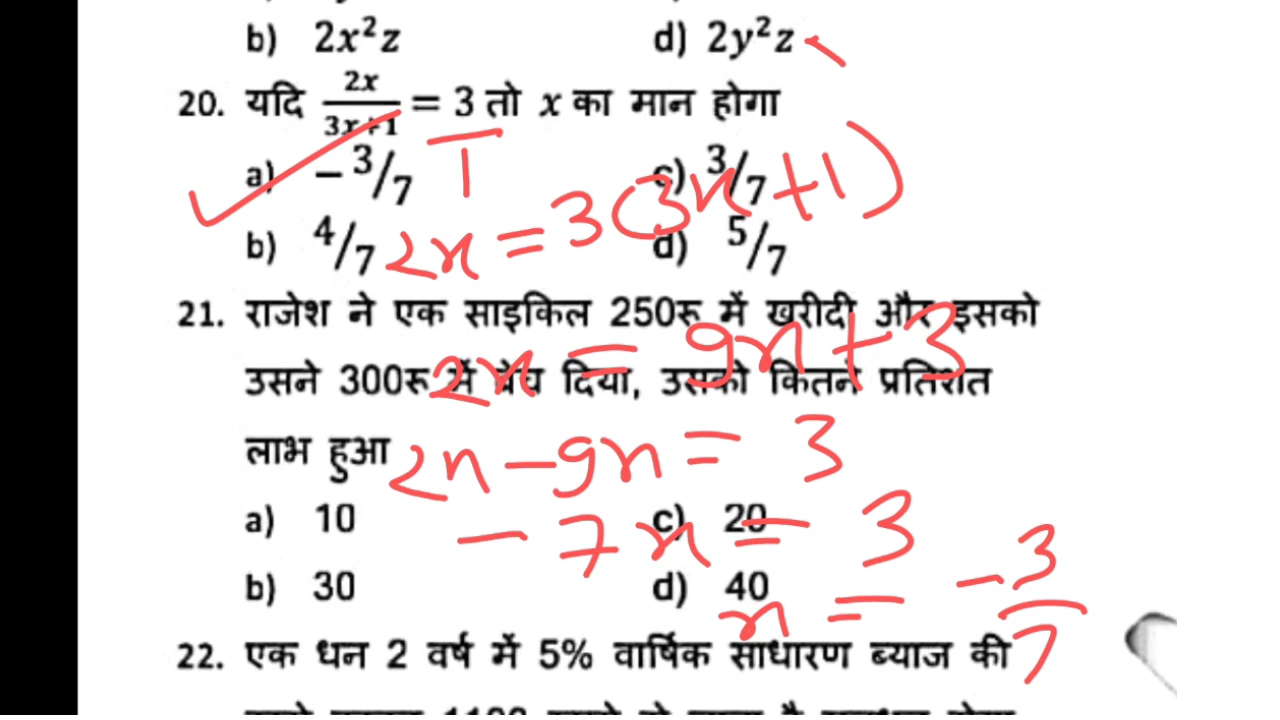 b) 2x²z d) 2y²z
20. यदि 2x/3x+1 = 3 तो x का मान होगा
a) −3/7 c) 3/7
b) 4/7 d) 5/7
1
2x = 3(3x+1)
21. राजेश ने एक साइकिल 250रू में खरीदी और इसको
2x = 9x+3
उसने 300रू में बेच दिया, उसको कितने प्रतिशत
लाभ हुआ
2x−9x = 3
a) 10 c) 20
−7x = 3
b) 30 d) 40
x = −3/7
22. एक धन 2 वर्ष में 5% वार्षिक साधारण ब्याज की